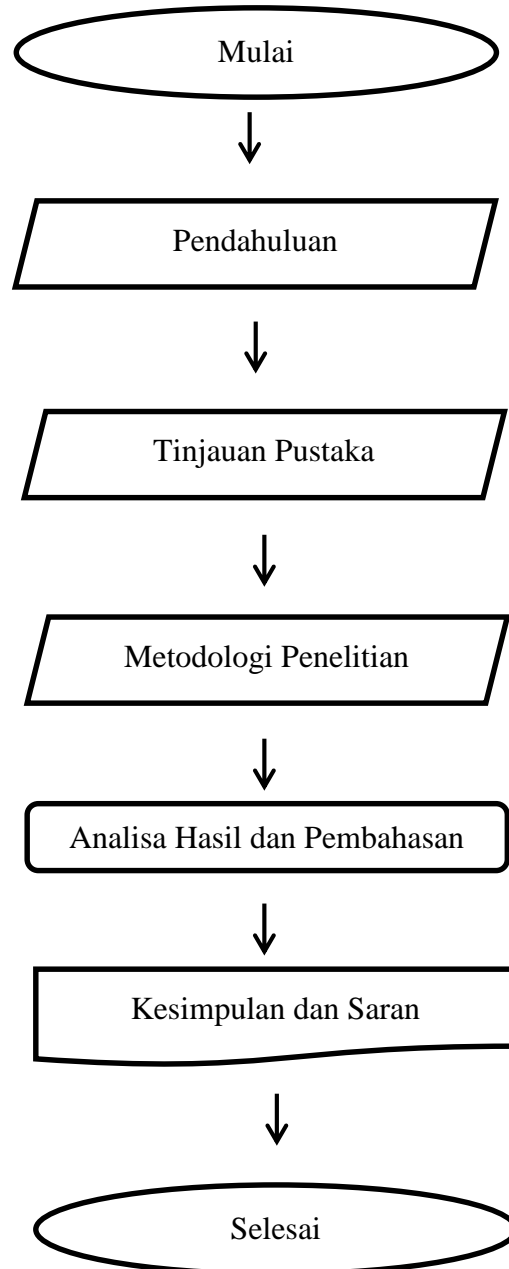 Mulai
Pendahuluan
Tinjauan Pustaka
Metodologi Penelitian
Analisa Hasil dan Pembahasan
Kesimpulan dan Saran
Selesai